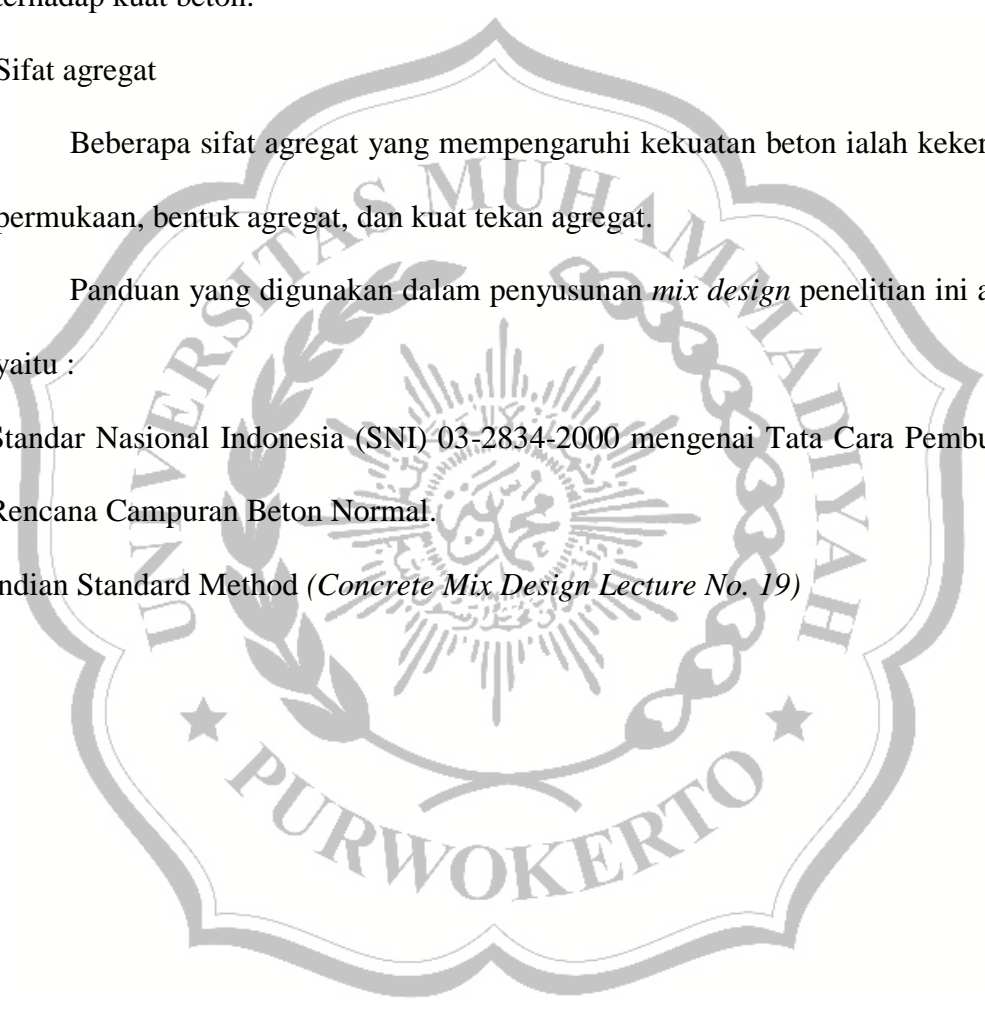 terhadap kuat beton.
Sifat agregat
Beberapa sifat agregat yang mempengaruhi kekuatan beton ialah
permukaan, bentuk agregat, dan kuat tekan agregat.
Panduan yang digunakan dalam penyusunan mix design penelitian ini
yaitu :
Standar Nasional Indonesia (SNI) 03-2834-2000 mengenai Tata Cara
Rencana Campuran Beton Normal.
Indian Standard Method (Concrete Mix Design Lecture No. 19)
UNIVERSITAS MUHAMMADIYAH
PURWOKERTO